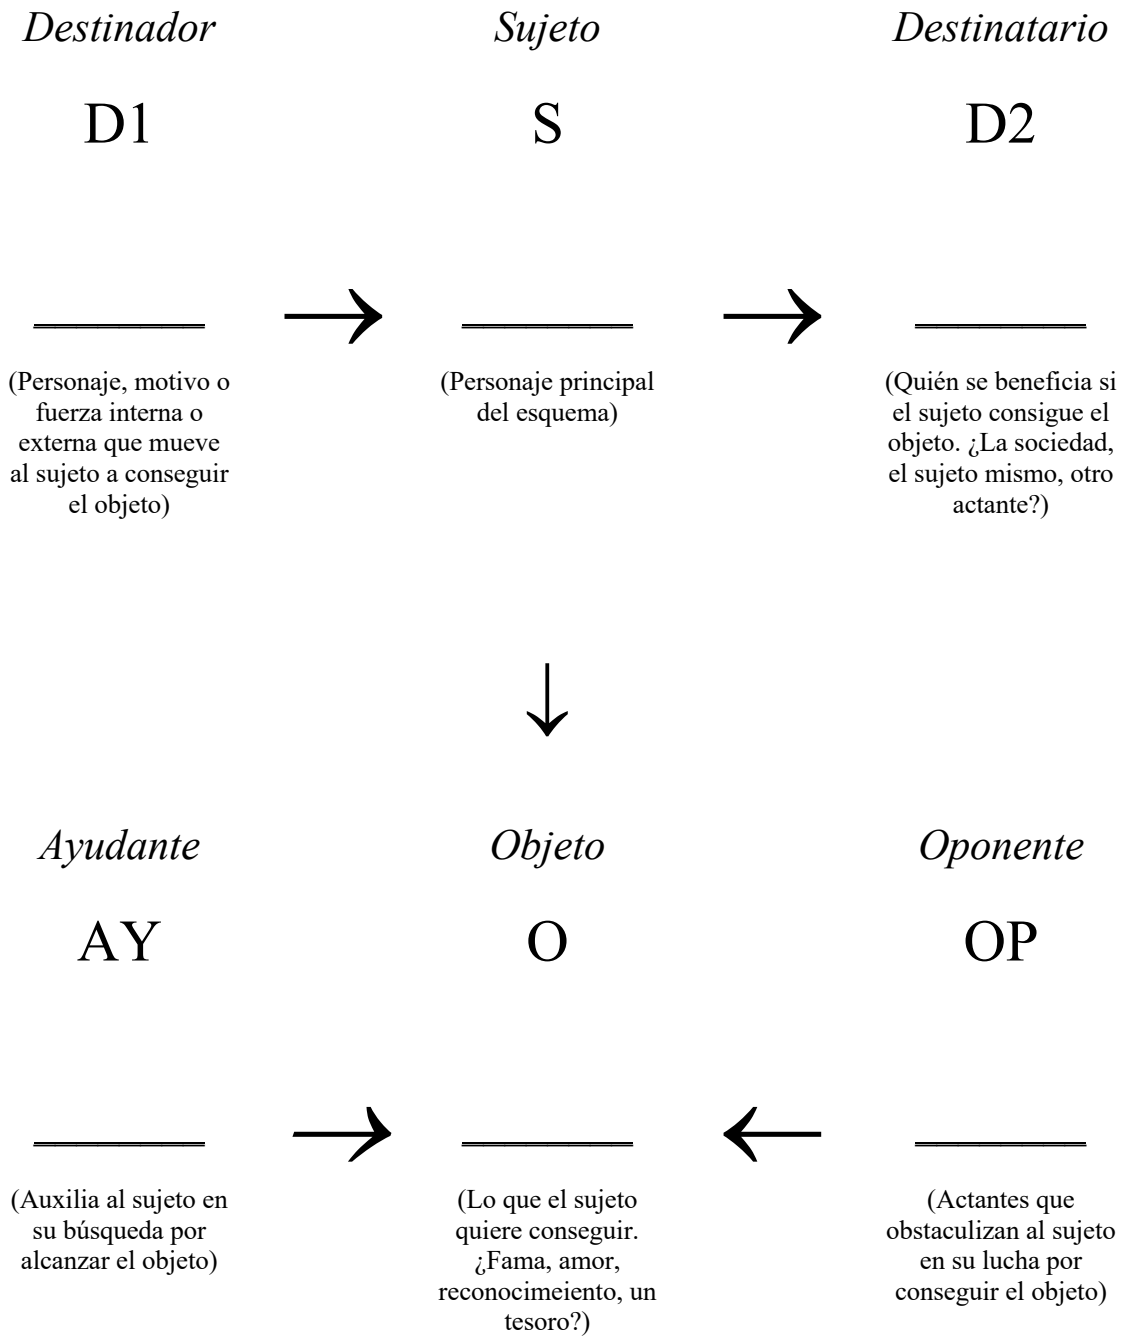 Destinador
Sujeto
Destinatario
D1
S
D2
(Personaje, motivo o
fuerza interna o
externa que mueve
al sujeto a conseguir
el objeto)
(Personaje principal
del esquema)
(Quién se beneficia si
el sujeto consigue el
objeto. ¿La sociedad,
el sujeto mismo, otro
actante?)
Ayudante
Objeto
Oponente
AY
O
OP
(Auxilia al sujeto en
su búsqueda por
alcanzar el objeto)
(Lo que el sujeto
quiere conseguir.
¿Fama, amor,
reconocimeiento, un
tesoro?)
(Actantes que
obstaculizan al sujeto
en su lucha por
conseguir el objeto)